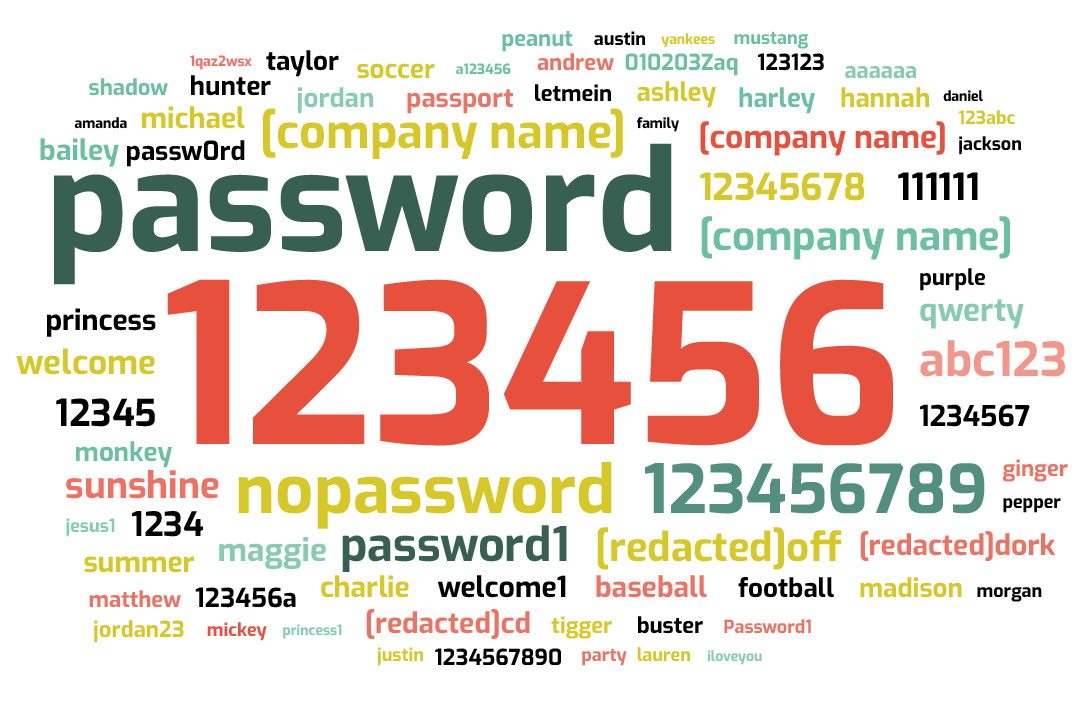 peanut austin yankees mustang
1qaz2wsx taylor soccer a123456 andrew 010203Zaq 123123 aaaaaa
shadow hunter jordan passport letmein ashley harley hannah daniel
amanda michael [company name] family [company name] 123abc
bailey passw0rd jackson
password 12345678 111111
[company name]
purple
princess 123456 qwerty
welcome abc123
12345 1234567
monkey
sunshine nopassword 123456789 ginger
pepper
jesus1 1234
summer maggie password1 [redacted]off [redacted]dork
matthew 123456a charlie welcome1 baseball football madison morgan
jordan23 mickey princess1 [redacted]cd tigger buster Password1
justin 1234567890 party lauren iloveyou